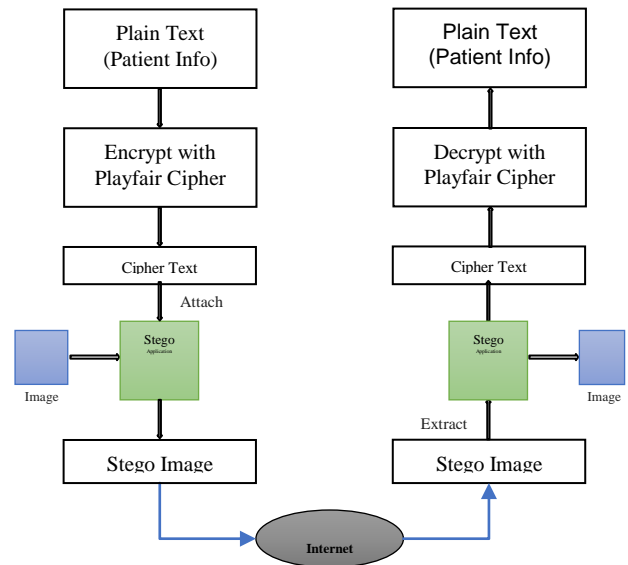 Plain Text
(Patient Info)
Encrypt with
Playfair Cipher
Cipher Text
Attach
Stego
Application
Image
Stego Image
Internet
Plain Text
(Patient Info)
Decrypt with
Playfair Cipher
Cipher Text
Stego
Application
Image
Extract
Stego Image